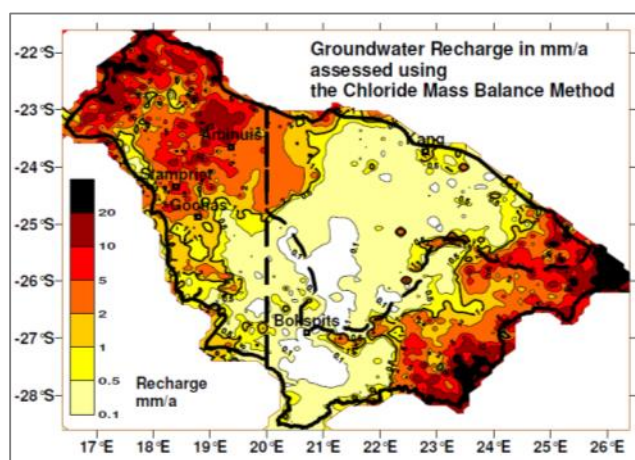 Groundwater Recharge in mm/a
assessed using
the Chloride Mass Balance Method
-22°S
-23°S
-24°S
-25°S
-26°S
-27°S
-28°S
Aminuis
Kang
Stampriet
Gochas
Bokspits
20
10
5
2
1
0.5
0.1
Recharge
mm/a
17°E 18°E 19°E 20°E 21°E 22°E 23°E 24°E 25°E 26°E